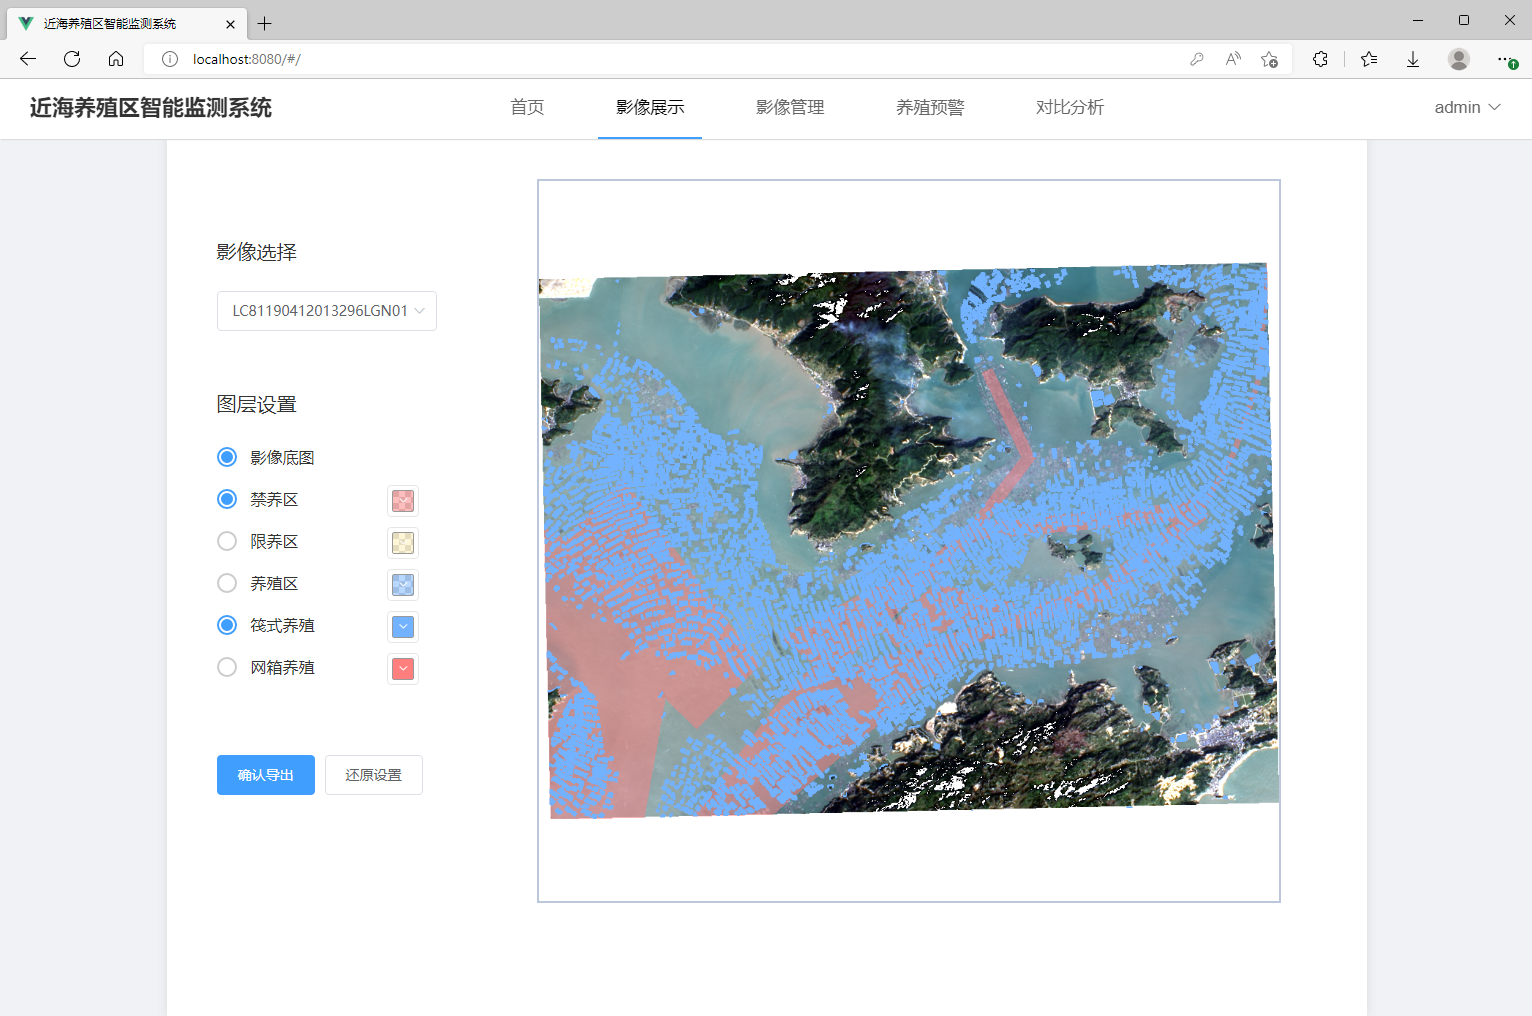 近海养殖区智能监测系统
localhost:8080/#/
近海养殖区智能监测系统
首页
影像展示
影像管理
养殖预警
对比分析
admin
影像选择
LC81190412013296LGN01
图层设置
影像底图
禁养区
限养区
养殖区
筏式养殖
网箱养殖
确认导出
还原设置